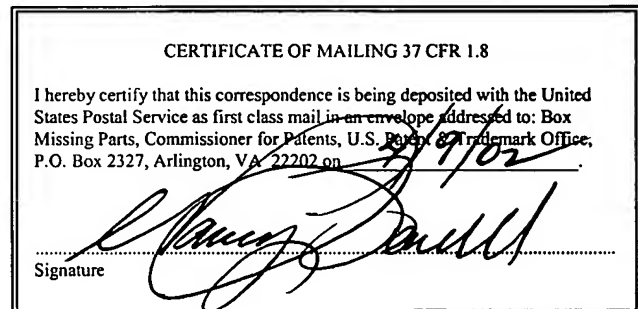 CERTIFICATE OF MAILING 37 CFR 1.8
I hereby certify that this correspondence is being deposited with the United
States Postal Service as first class mail in an envelope addressed to: Box
Missing Parts, Commissioner for Patents, U.S. Patent & Trademark Office,
P.O. Box 2327, Arlington, VA 22202 on
Signature